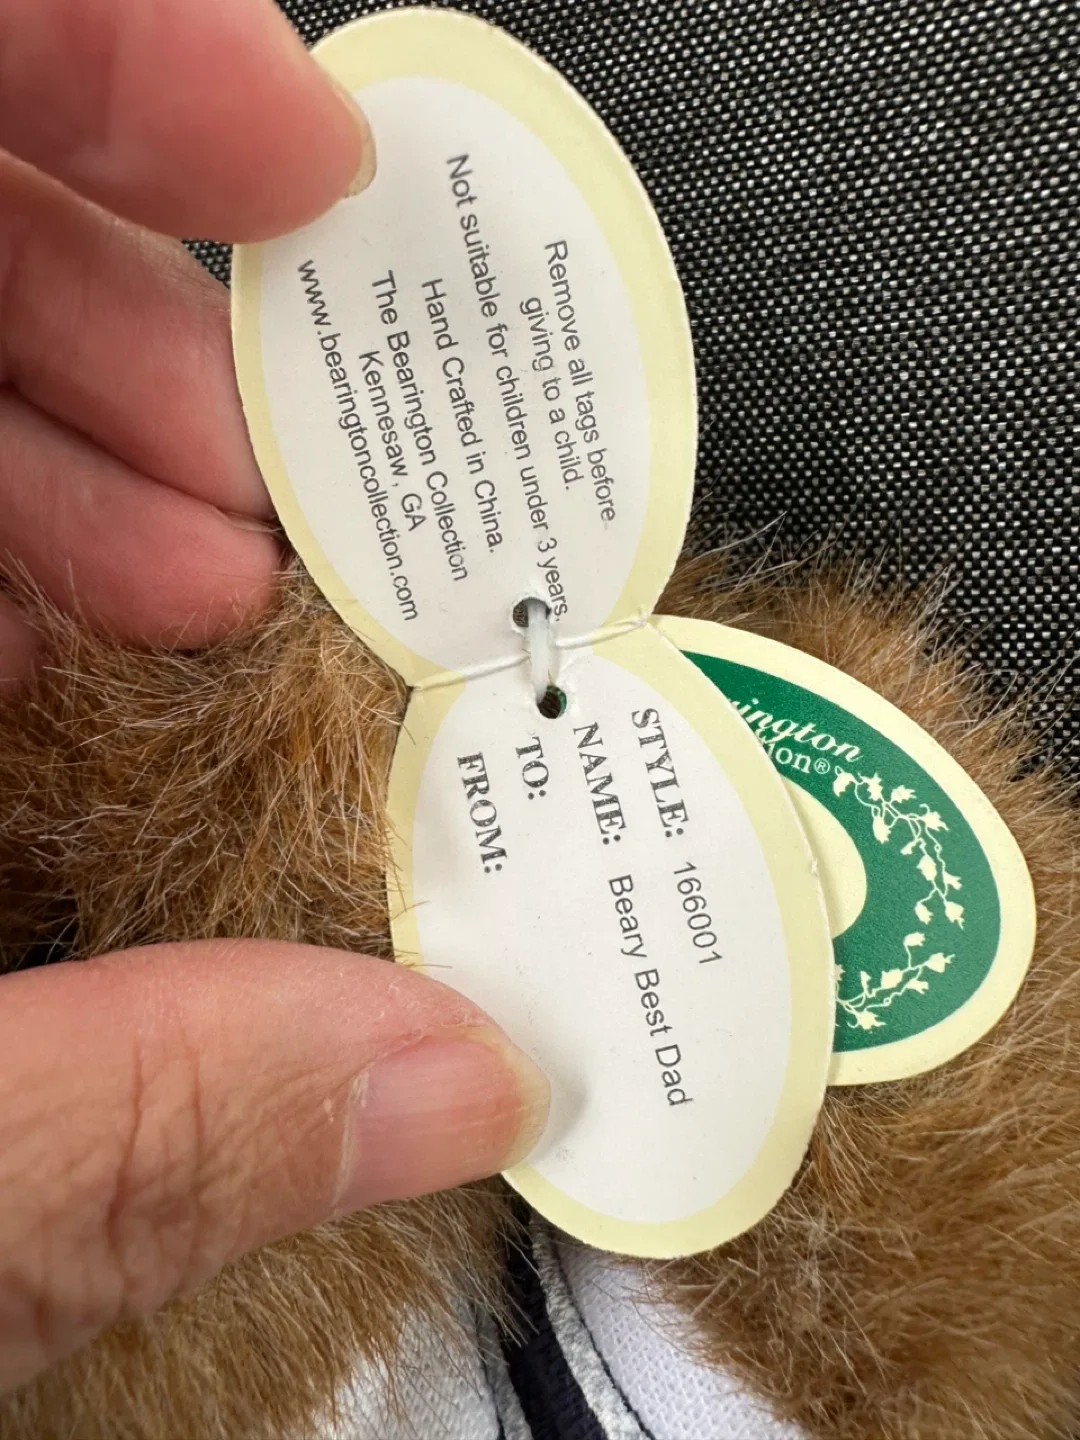 Remove all tags before
giving to a child.
Not suitable for children under 3 years.
Hand Crafted in China.
The Bearington Collection
Kennesaw, GA
www.bearingtoncollection.com
STYLE: 166001
NAME: Beary Best Dad
TO:
FROM: